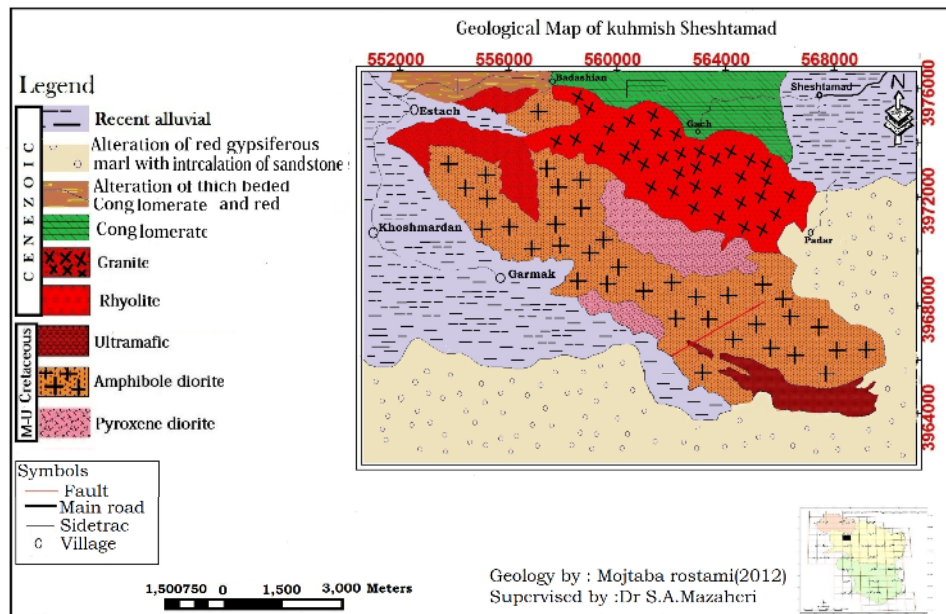 Geological Map of kuhmish Sheshtamad
552000 556000 560000 564000 568000
Legend
Recent alluvial
Alteration of red gypsiferous
marl with intrcalation of sandstone
Alteration of thich beded
Conglomerate and red
Conglomerate
Granite
Rhyolite
Ultramafic
Amphibole diorite
Pyroxene diorite
CENEZOIC
M-U Cretaceous
Badashian
Sheshtamad
N
Estach
Gach
Khoshmardan
Padar
Garmak
3976000
3972000
3968000
3964000
Symbols
Fault
Main road
Sidetrac
Village
1,500750 0 1,500 3,000 Meters
Geology by : Mojtaba rostami(2012)
Supervised by :Dr S.A.Mazaheri